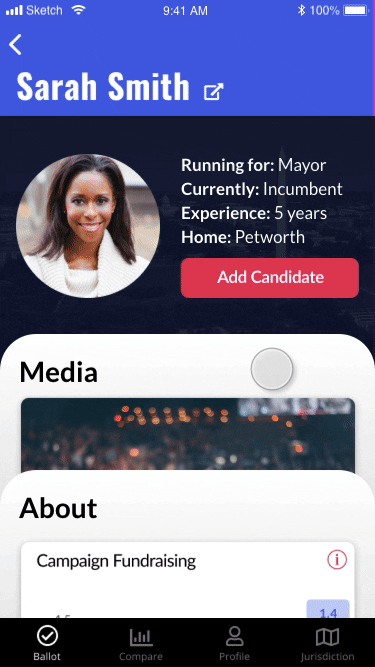 Sketch 9:41 AM 100%
Sarah Smith
Running for: Mayor
Currently: Incumbent
Experience: 5 years
Home: Petworth
Add Candidate
Media
About
Campaign Fundraising
1.4
Ballot Compare Profile Jurisdiction